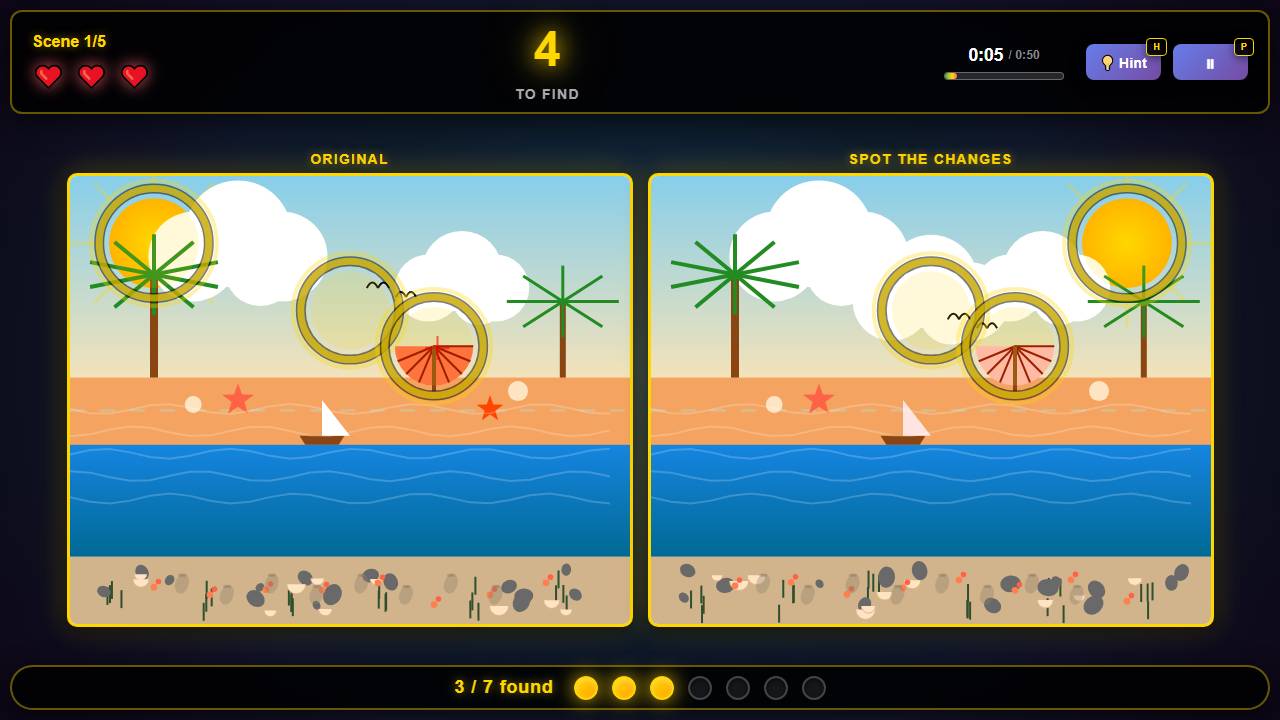 Scene 1/5
4
TO FIND
0:05 / 0:50
Hint
H
P
ORIGINAL
SPOT THE CHANGES
3 / 7 found